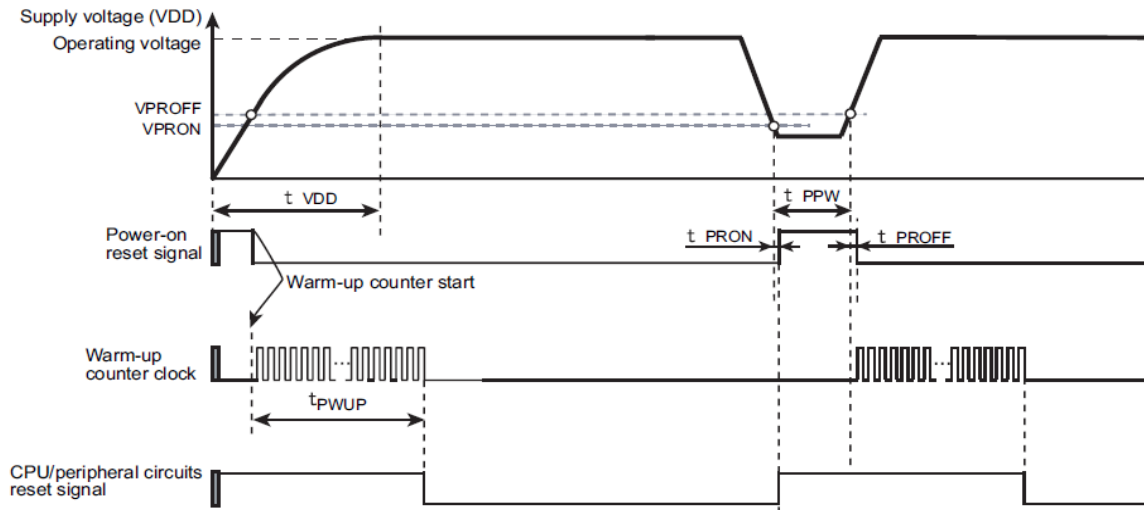 Supply voltage (VDD)
Operating voltage
VPROFF
VPRON
t VDD
t PPW
Power-on
reset signal
t PRON
t PROFF
Warm-up counter start
Warm-up
counter clock
tPWUP
CPU/peripheral circuits
reset signal